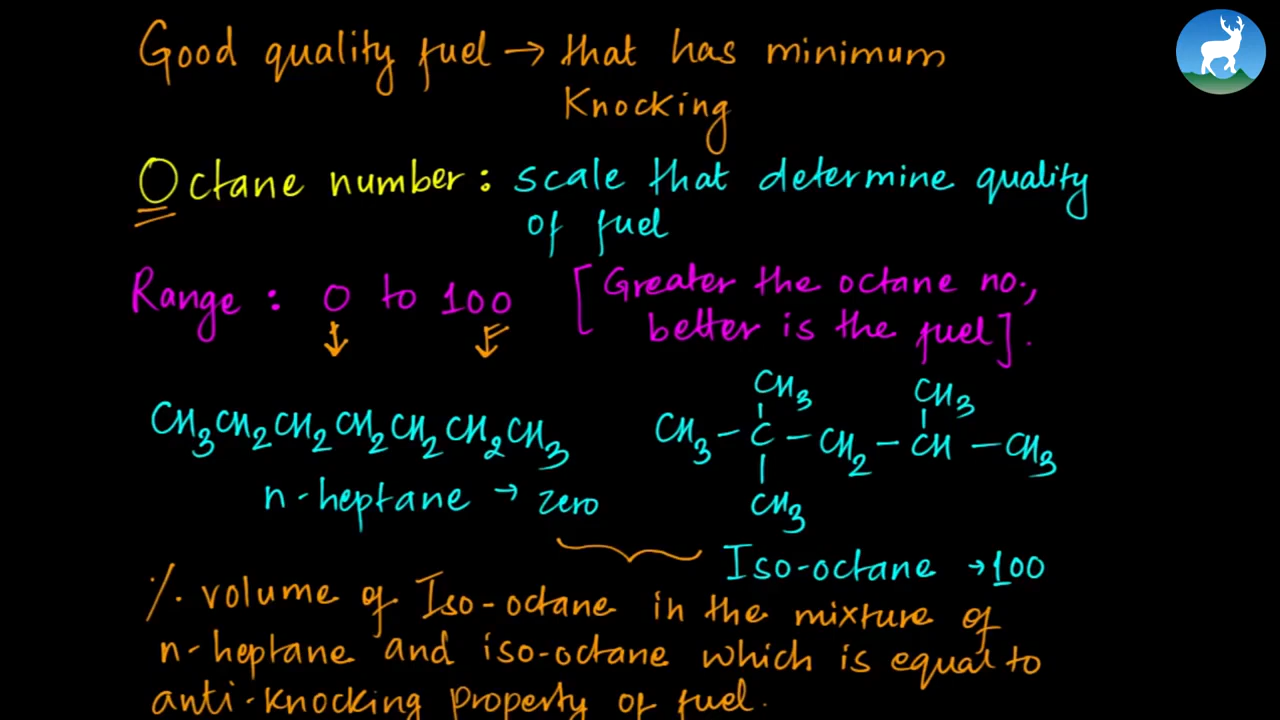 Good quality fuel → that has minimum
Knocking
Octane number : scale that determine quality
of fuel
Range : 0 to 100 [Greater the octane no.,
better is the fuel].
CH3CH2CH2CH2CH2CH2CH3
n-heptane → zero
CH3 CH3
CH3 – C – CH2 – CH – CH3
CH3
Iso-octane → 100
% volume of Iso-octane in the mixture of
n-heptane and iso-octane which is equal to
anti-knocking property of fuel.